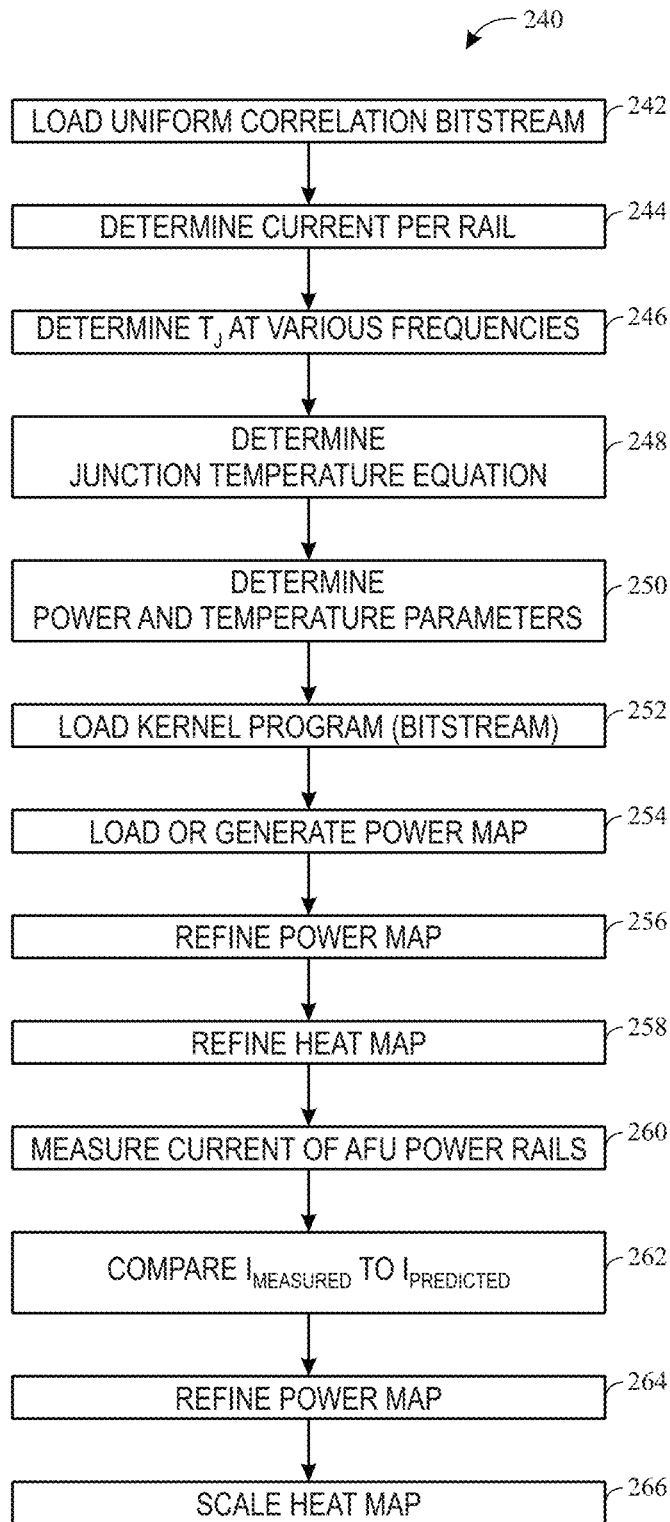 240
LOAD UNIFORM CORRELATION BITSTREAM
242
DETERMINE CURRENT PER RAIL
244
DETERMINE TJ AT VARIOUS FREQUENCIES
246
DETERMINE
JUNCTION TEMPERATURE EQUATION
248
DETERMINE
POWER AND TEMPERATURE PARAMETERS
250
LOAD KERNEL PROGRAM (BITSTREAM)
252
LOAD OR GENERATE POWER MAP
254
REFINE POWER MAP
256
REFINE HEAT MAP
258
MEASURE CURRENT OF AFU POWER RAILS
260
COMPARE IMEASURED TO IPREDICTED
262
REFINE POWER MAP
264
SCALE HEAT MAP
266